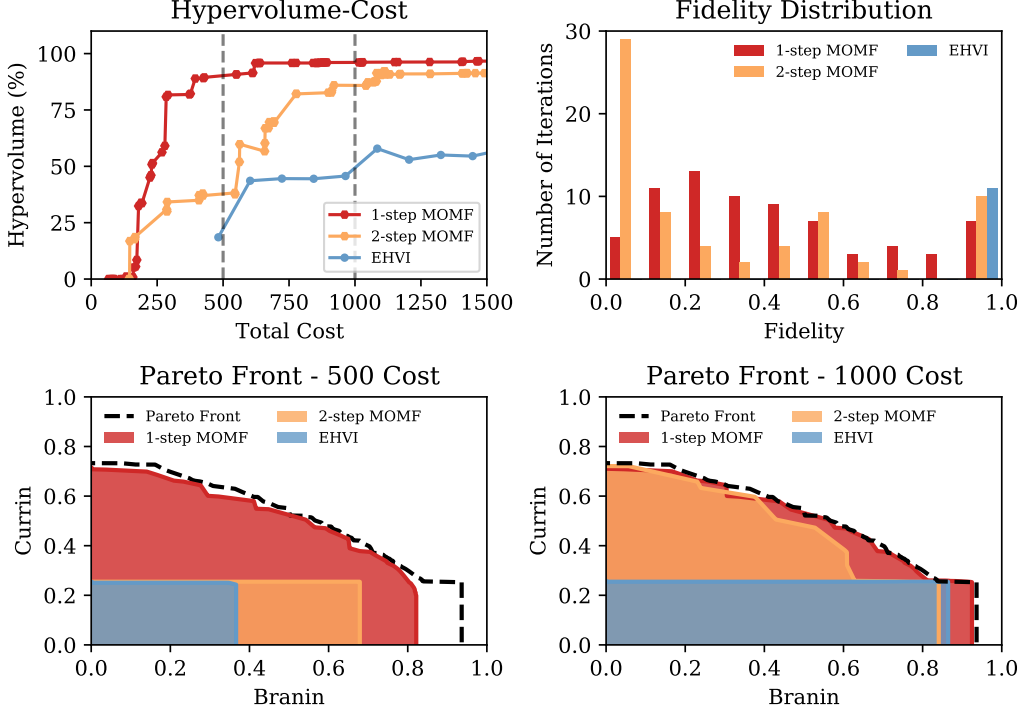 Hypervolume-Cost
Hypervolume (%)
100
75
50
25
0
0 250 500 750 1000 1250 1500
Total Cost
1-step MOMF
2-step MOMF
EHVI
Fidelity Distribution
Number of Iterations
30
20
10
0
0.0 0.2 0.4 0.6 0.8 1.0
Fidelity
1-step MOMF
2-step MOMF
EHVI
Pareto Front - 500 Cost
Currin
1.0
0.8
0.6
0.4
0.2
0.0
0.0 0.2 0.4 0.6 0.8 1.0
Branin
Pareto Front
1-step MOMF
2-step MOMF
EHVI
Pareto Front - 1000 Cost
Currin
1.0
0.8
0.6
0.4
0.2
0.0
0.0 0.2 0.4 0.6 0.8 1.0
Branin
Pareto Front
1-step MOMF
2-step MOMF
EHVI